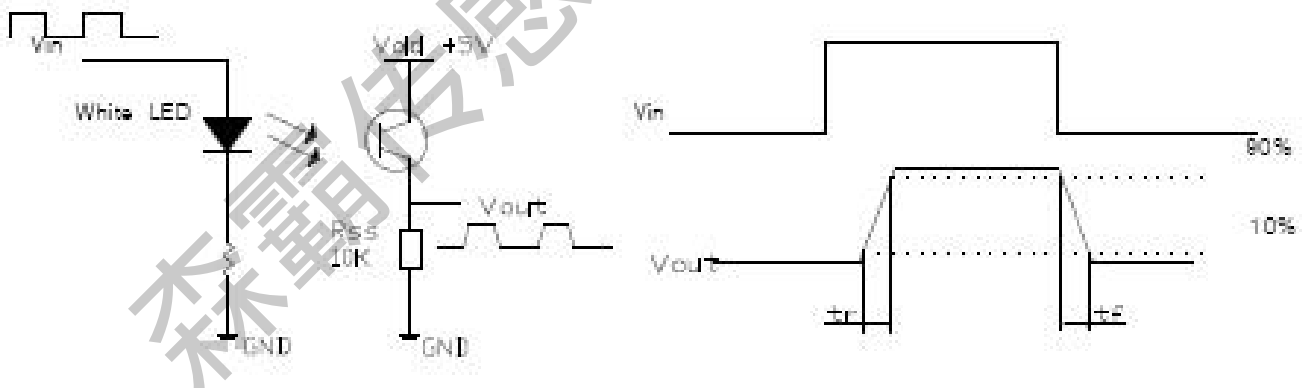 Vin
White LED
Vdd +5V
Vout
Rss
10K
GND
GND
Vin
90%
10%
Vout
tr
tf
森霸传感